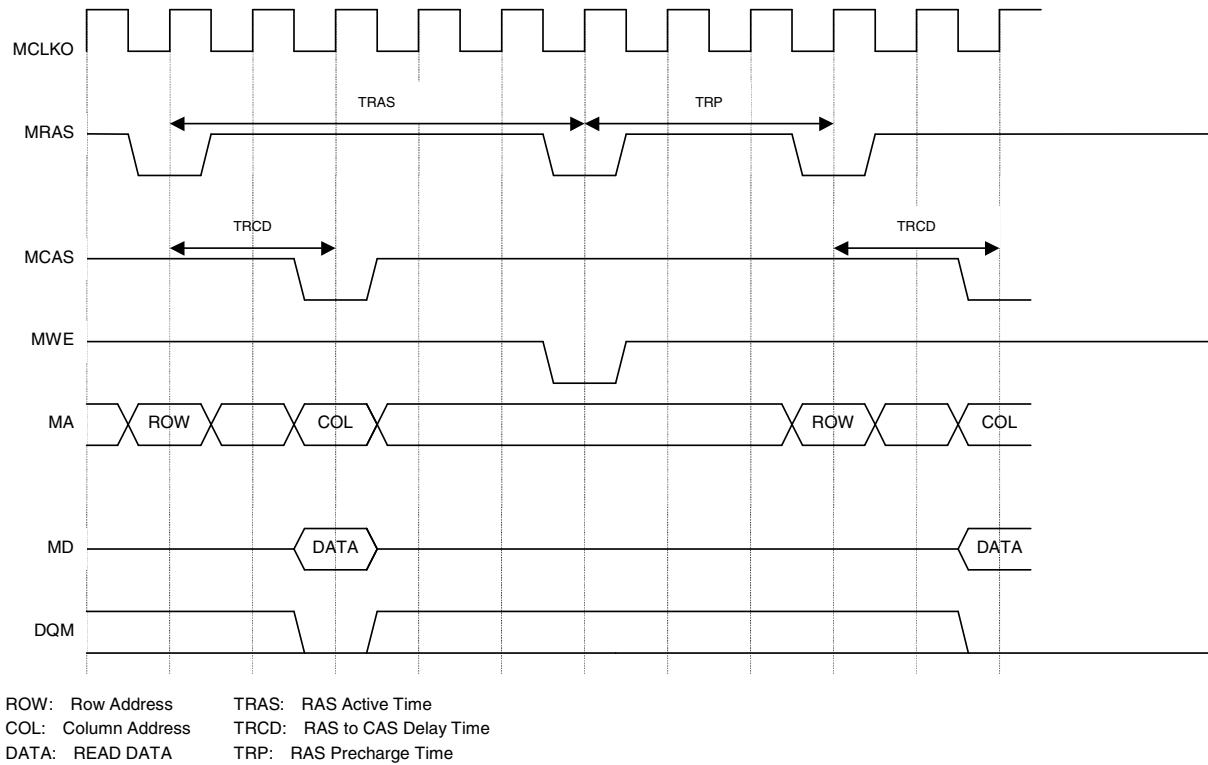 MCLKO
TRAS TRP
MRAS
TRCD TRCD
MCAS
MWE
MA ROW COL ROW COL
MD DATA DATA
DQM
ROW: Row Address TRAS: RAS Active Time
COL: Column Address TRCD: RAS to CAS Delay Time
DATA: READ DATA TRP: RAS Precharge Time